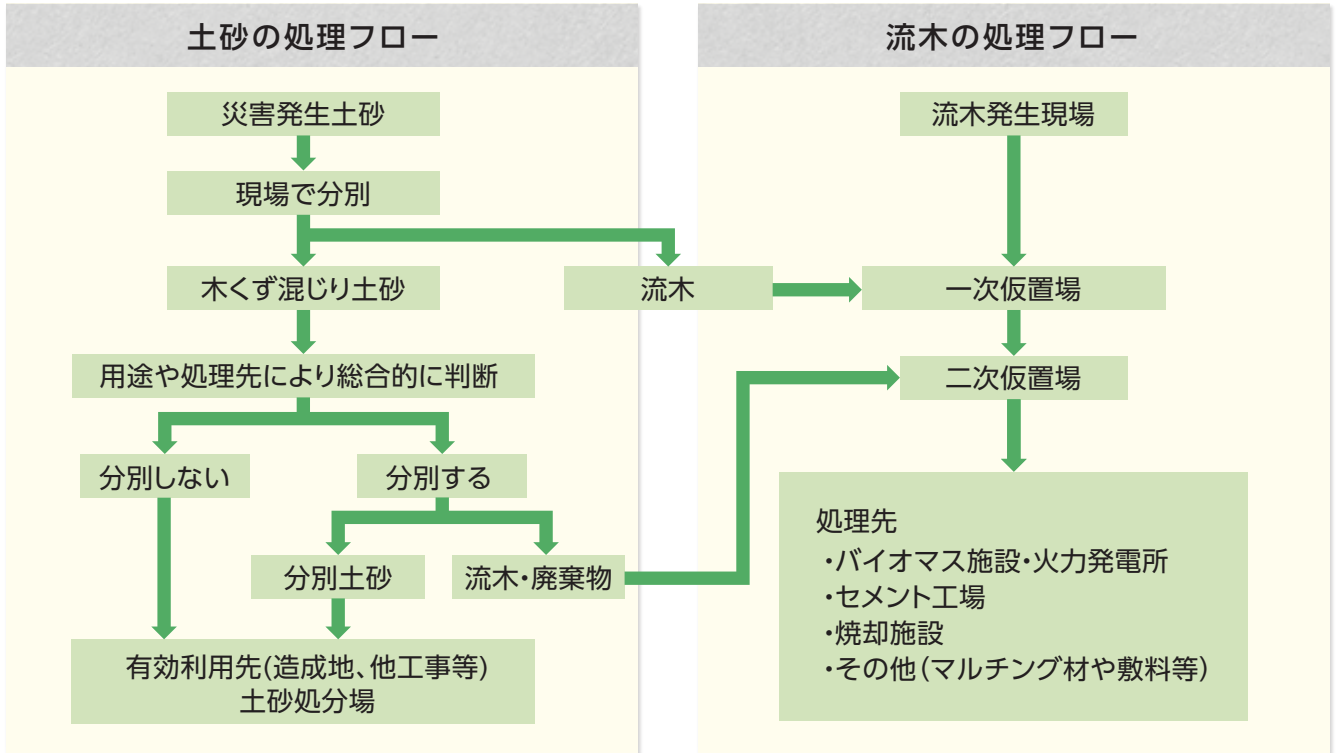 土砂の処理フロー
災害発生土砂
現場で分別
木くず混じり土砂
流木
用途や処理先により総合的に判断
分別しない
分別する
分別土砂
流木・廃棄物
有効利用先(造成地、他工事等)
土砂処分場
流木の処理フロー
流木発生現場
一次仮置場
二次仮置場
処理先
・バイオマス施設・火力発電所
・セメント工場
・焼却施設
・その他(マルチング材や敷料等)